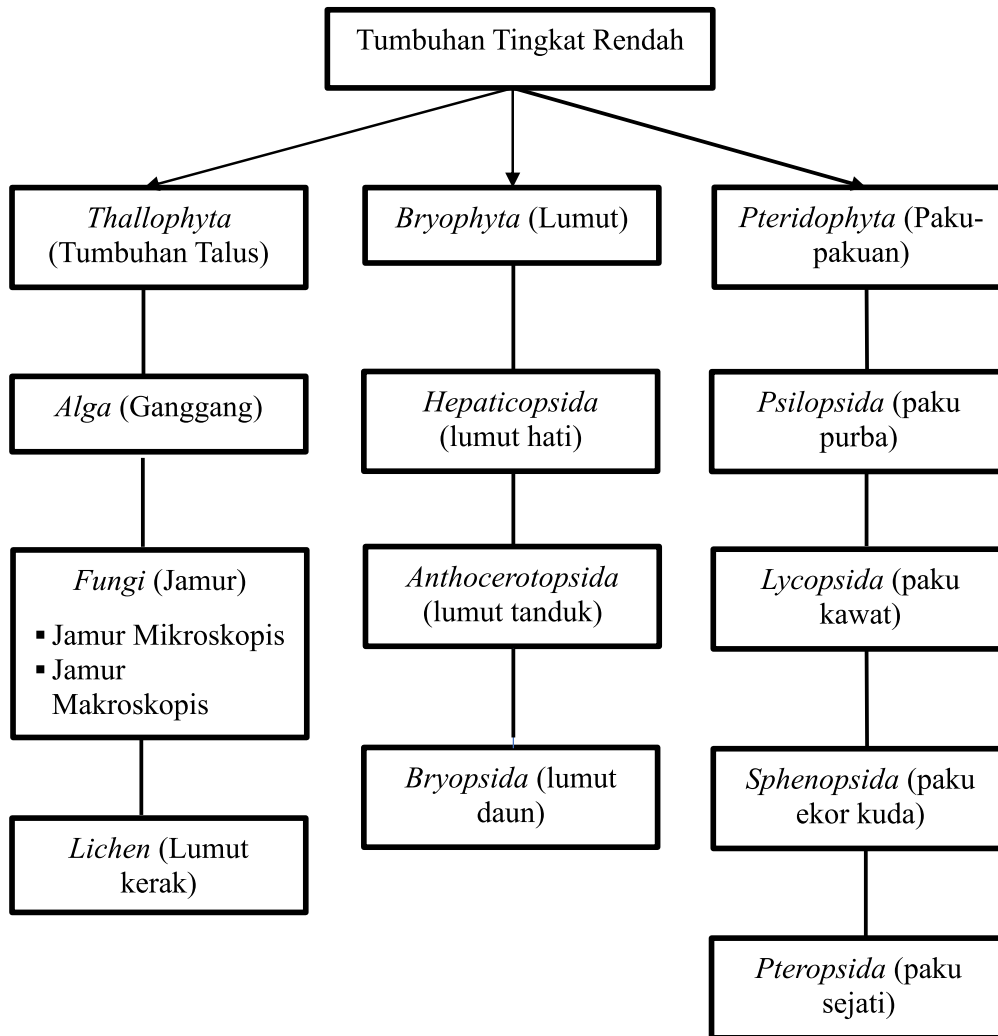 Tumbuhan Tingkat Rendah
Thallophyta
(Tumbuhan Talus)
Alga (Ganggang)
Fungi (Jamur)
▪ Jamur Mikroskopis
▪ Jamur
Makroskopis
Lichen (Lumut
kerak)
Bryophyta (Lumut)
Hepaticopsida
(lumut hati)
Anthocerotopsida
(lumut tanduk)
Bryopsida (lumut
daun)
Pteridophyta (Paku-
pakuan)
Psilopsida (paku
purba)
Lycopsida (paku
kawat)
Sphenopsida (paku
ekor kuda)
Pteropsida (paku
sejati)